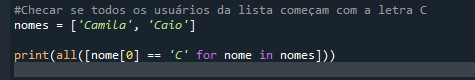 #Checar se todos os usuários da lista começam com a letra C
nomes = ['Camila', 'Caio']
print(all([nome[0] == 'C' for nome in nomes]))